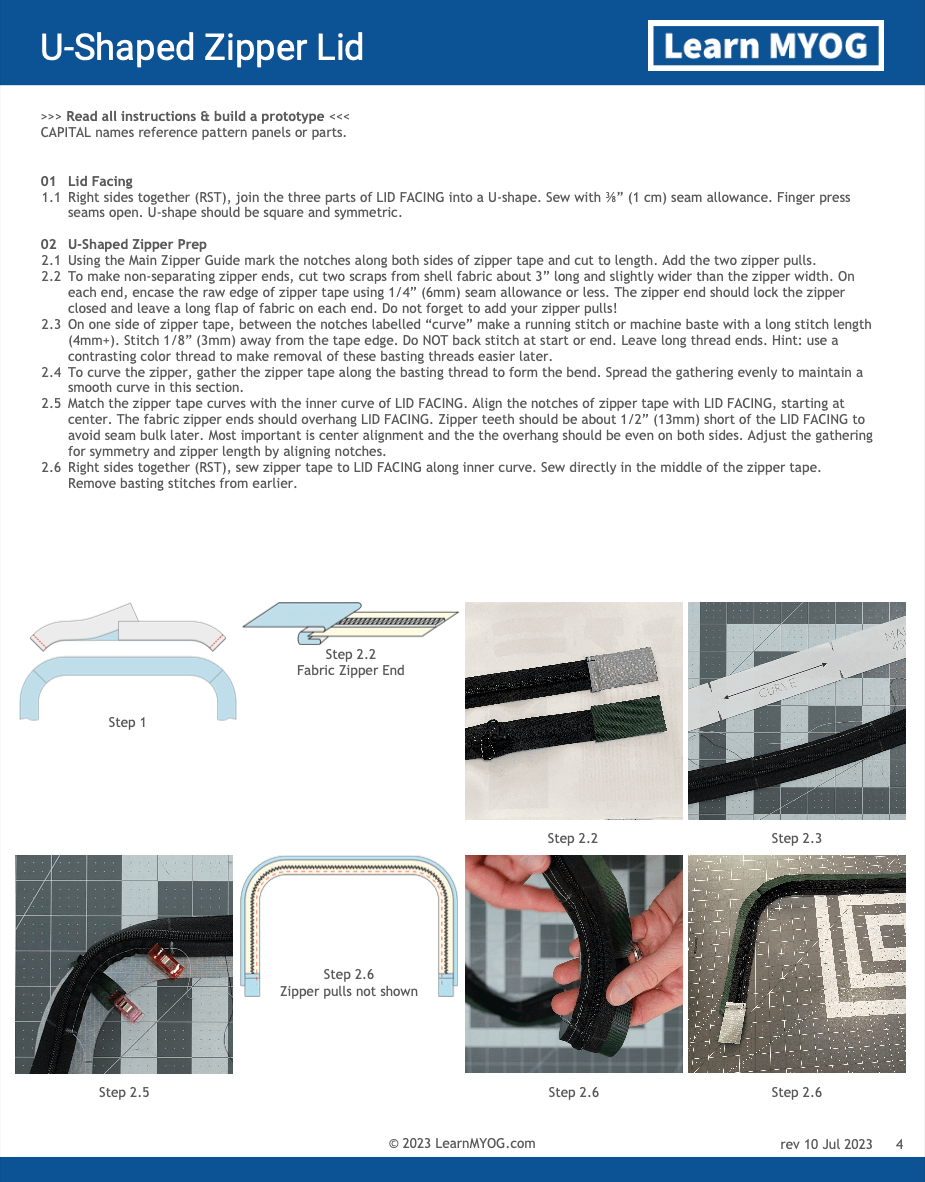 U-Shaped Zipper Lid
Learn MYOG
>>> Read all instructions & build a prototype <<<
CAPITAL names reference pattern panels or parts.
01 Lid Facing
1.1 Right sides together (RST), join the three parts of LID FACING into a U-shape. Sew with ⅜” (1 cm) seam allowance. Finger press
seams open. U-shape should be square and symmetric.
02 U-Shaped Zipper Prep
2.1 Using the Main Zipper Guide mark the notches along both sides of zipper tape and cut to length. Add the two zipper pulls.
2.2 To make non-separating zipper ends, cut two scraps from shell fabric about 3” long and slightly wider than the zipper width. On
each end, encase the raw edge of zipper tape using 1/4” (6mm) seam allowance or less. The zipper end should lock the zipper
closed and leave a long flap of fabric on each end. Do not forget to add your zipper pulls!
2.3 On one side of zipper tape, between the notches labelled “curve” make a running stitch or machine baste with a long stitch length
(4mm+). Stitch 1/8” (3mm) away from the tape edge. Do NOT back stitch at start or end. Leave long thread ends. Hint: use a
contrasting color thread to make removal of these basting threads easier later.
2.4 To curve the zipper, gather the zipper tape along the basting thread to form the bend. Spread the gathering evenly to maintain a
smooth curve in this section.
2.5 Match the zipper tape curves with the inner curve of LID FACING. Align the notches of zipper tape with LID FACING, starting at
center. The fabric zipper ends should overhang LID FACING. Zipper teeth should be about 1/2” (13mm) short of the LID FACING to
avoid seam bulk later. Most important is center alignment and the the overhang should be even on both sides. Adjust the gathering
for symmetry and zipper length by aligning notches.
2.6 Right sides together (RST), sew zipper tape to LID FACING along inner curve. Sew directly in the middle of the zipper tape.
Remove basting stitches from earlier.
Step 1
Step 2.2
Fabric Zipper End
Step 2.2
CURVE
Step 2.3
Step 2.5
Step 2.6
Zipper pulls not shown
Step 2.6
Step 2.6
© 2023 LearnMYOG.com
rev 10 Jul 2023 4